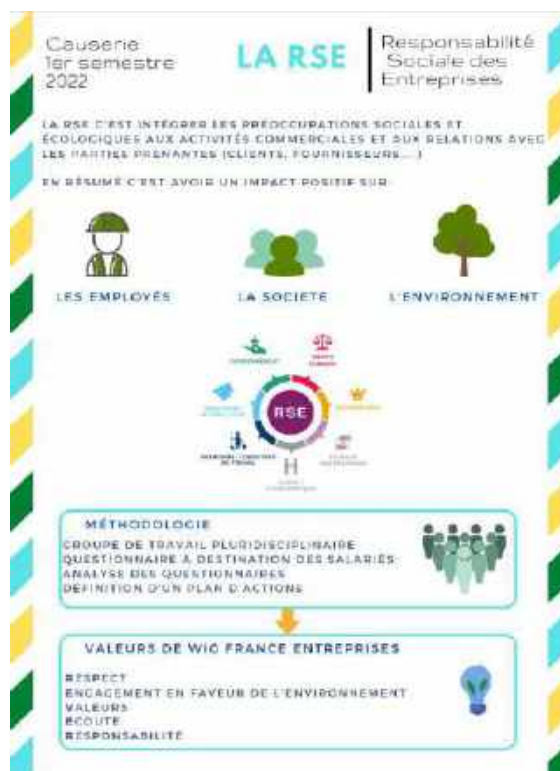 Causerie
1er semestre
2022
LA RSE
Responsabilité
Sociale des
Entreprises
LA RSE C'EST INTÉGRER LES PRÉOCCUPATIONS SOCIALES ET
ÉCOLOGIQUES AUX ACTIVITÉS COMMERCIALES ET AUX RELATIONS AVEC
LES PARTIES PRENANTES (CLIENTS, FOURNISSEURS,...)
EN RÉSUMÉ C'EST AVOIR UN IMPACT POSITIF SUR:
LES EMPLOYÉS
LA SOCIETE
L'ENVIRONNEMENT
RSE
MÉTHODOLOGIE
GROUPE DE TRAVAIL PLURIDISCIPLINAIRE
QUESTIONNAIRE À DESTINATION DES SALARIÉS
ANALYSE DES QUESTIONNAIRES
DÉFINITION D'UN PLAN D'ACTIONS
VALEURS DE WIG FRANCE ENTREPRISES
RESPECT
ENGAGEMENT EN FAVEUR DE L'ENVIRONNEMENT
VALEURS
ECOUTE
RESPONSABILITÉ